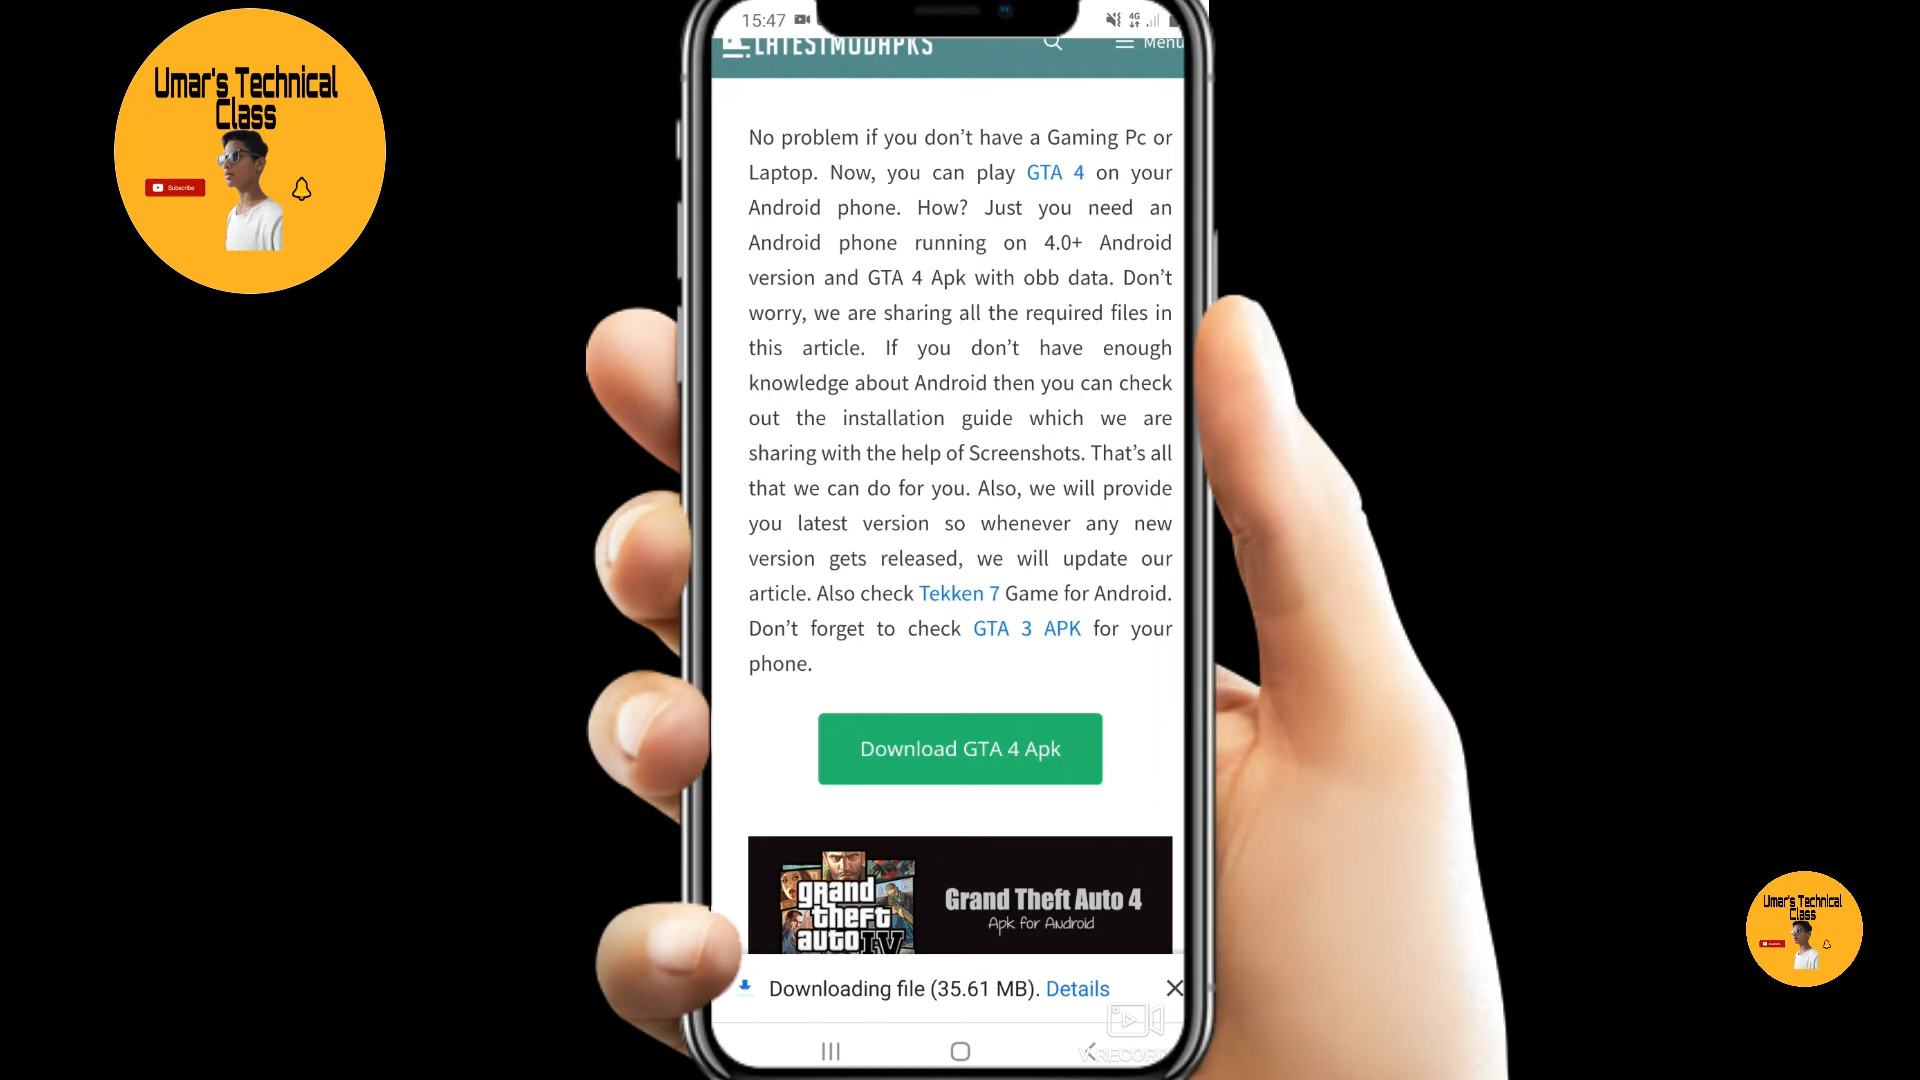 Umar's Technical
Class
Subscribe
15:47
4G
LATESTMODAPKS
Menu
No problem if you don't have a Gaming Pc or
Laptop. Now, you can play GTA 4 on your
Android phone. How? Just you need an
Android phone running on 4.0+ Android
version and GTA 4 Apk with obb data. Don't
worry, we are sharing all the required files in
this article. If you don't have enough
knowledge about Android then you can check
out the installation guide which we are
sharing with the help of Screenshots. That's all
that we can do for you. Also, we will provide
you latest version so whenever any new
version gets released, we will update our
article. Also check Tekken 7 Game for Android.
Don't forget to check GTA 3 APK for your
phone.
Download GTA 4 Apk
grand
theft
auto IV
Grand Theft Auto 4
Apk for Android
Downloading file (35.61 MB). Details
Umar's Technical
Class